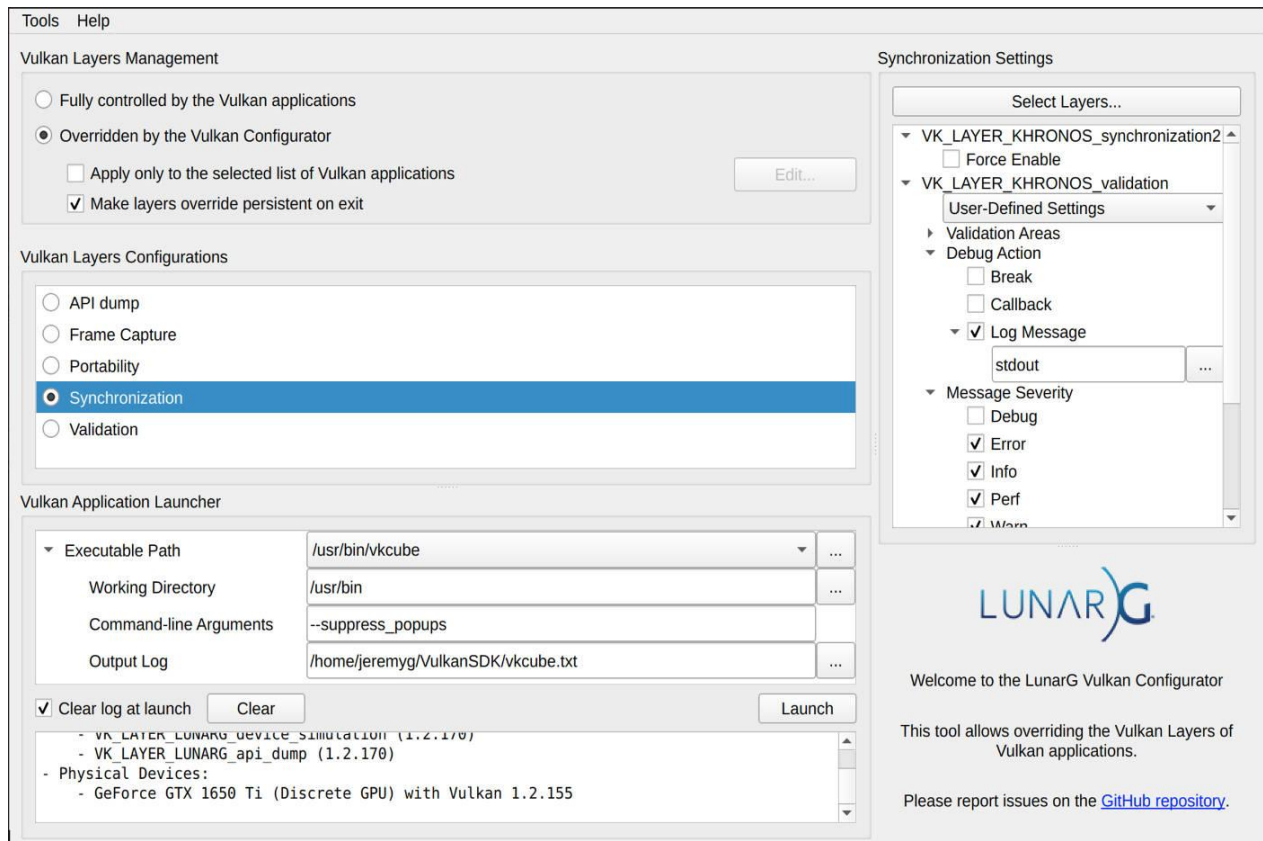 Tools Help
Vulkan Layers Management
Fully controlled by the Vulkan applications
Overridden by the Vulkan Configurator
Apply only to the selected list of Vulkan applications
Edit...
Make layers override persistent on exit
Vulkan Layers Configurations
API dump
Frame Capture
Portability
Synchronization
Validation
Vulkan Application Launcher
Executable Path /usr/bin/vkcube ...
Working Directory /usr/bin ...
Command-line Arguments --suppress_popups
Output Log /home/jeremyg/VulkanSDK/vkcube.txt ...
Clear log at launch Clear Launch
- VK_LAYER_LUNARG_device_simulation (1.2.170)
- VK_LAYER_LUNARG_api_dump (1.2.170)
- Physical Devices:
- GeForce GTX 1650 Ti (Discrete GPU) with Vulkan 1.2.155
Synchronization Settings
Select Layers...
VK_LAYER_KHRONOS_synchronization2
Force Enable
VK_LAYER_KHRONOS_validation
User-Defined Settings
Validation Areas
Debug Action
Break
Callback
Log Message
stdout ...
Message Severity
Debug
Error
Info
Perf
Warn
LUNARG
Welcome to the LunarG Vulkan Configurator
This tool allows overriding the Vulkan Layers of
Vulkan applications.
Please report issues on the GitHub repository.